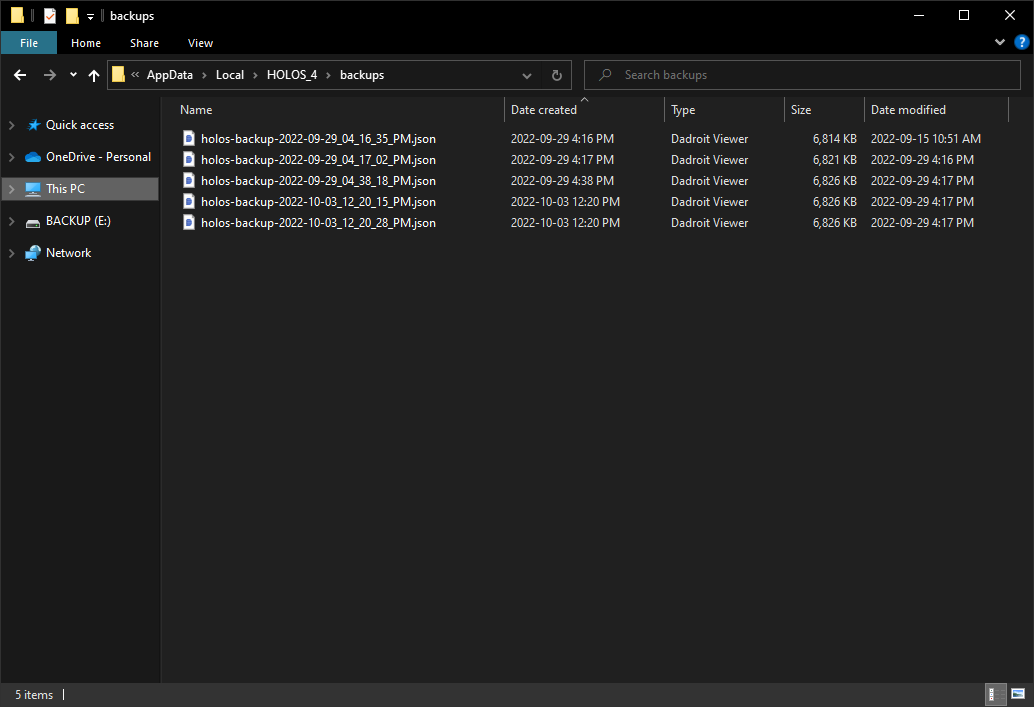 backups
File Home Share View
« AppData › Local › HOLOS_4 › backups Search backups
Name Date created Type Size Date modified
Quick access
OneDrive - Personal
This PC
BACKUP (E:)
Network
holos-backup-2022-09-29_04_16_35_PM.json 2022-09-29 4:16 PM Dadroit Viewer 6,814 KB 2022-09-15 10:51 AM
holos-backup-2022-09-29_04_17_02_PM.json 2022-09-29 4:17 PM Dadroit Viewer 6,821 KB 2022-09-29 4:16 PM
holos-backup-2022-09-29_04_38_18_PM.json 2022-09-29 4:38 PM Dadroit Viewer 6,826 KB 2022-09-29 4:17 PM
holos-backup-2022-10-03_12_20_15_PM.json 2022-10-03 12:20 PM Dadroit Viewer 6,826 KB 2022-09-29 4:17 PM
holos-backup-2022-10-03_12_20_28_PM.json 2022-10-03 12:20 PM Dadroit Viewer 6,826 KB 2022-09-29 4:17 PM
5 items